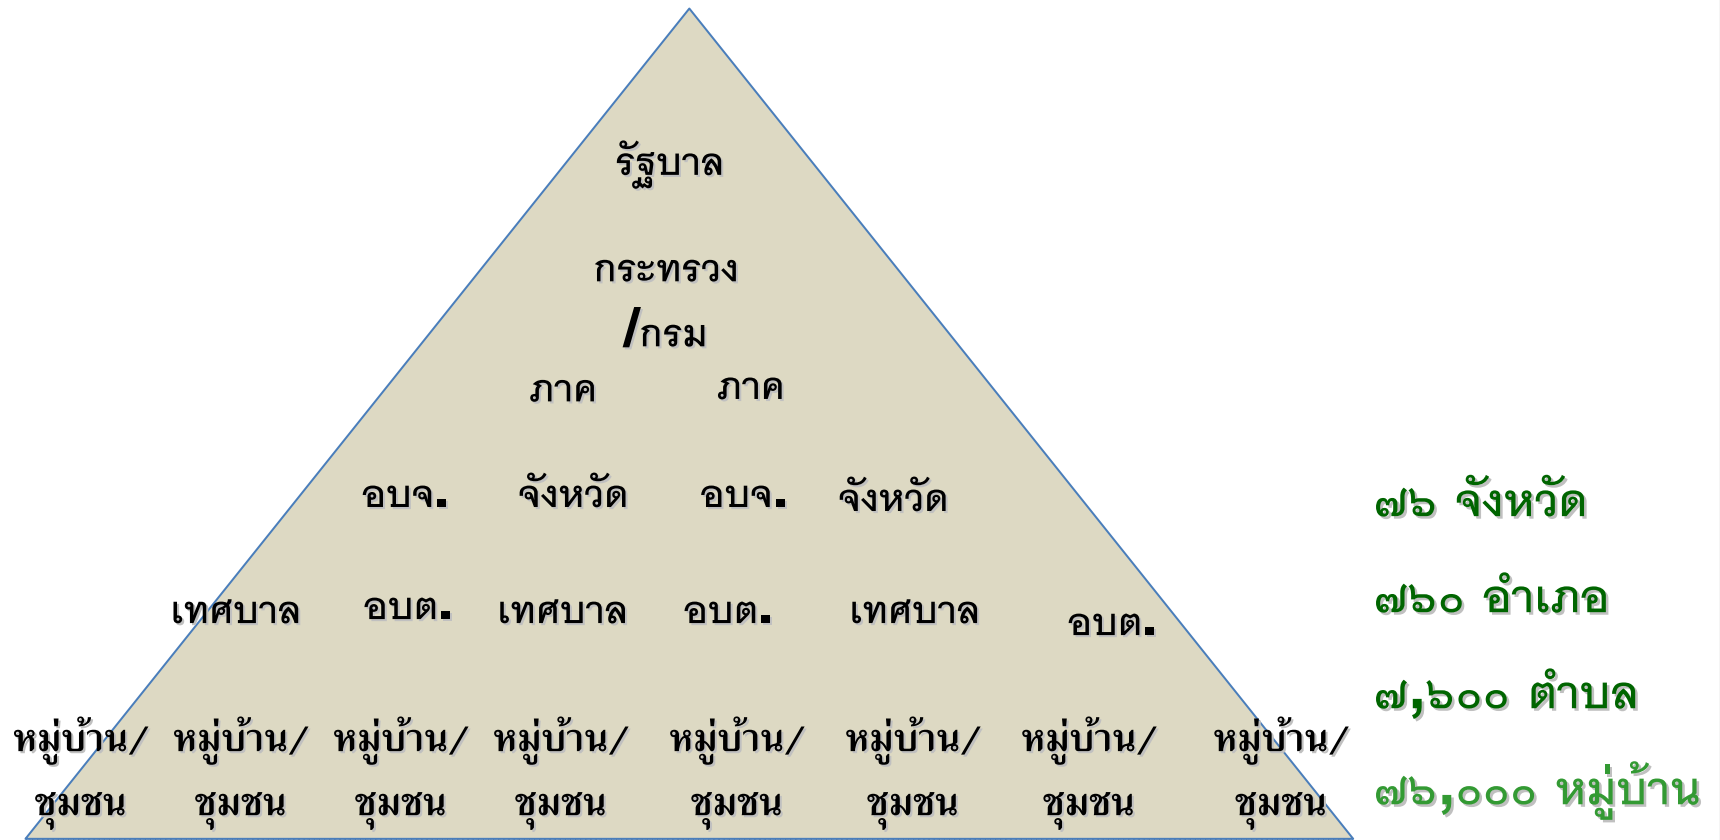 รัฐบาล
กระทรวง
/กรม
ภาค ภาค
อบจ. จังหวัด อบจ. จังหวัด
๗๖ จังหวัด
เทศบาล อบต. เทศบาล อบต. เทศบาล อบต.
๗๖๐ อำเภอ
๗,๖๐๐ ตำบล
หมู่บ้าน/ หมู่บ้าน/ หมู่บ้าน/ หมู่บ้าน/ หมู่บ้าน/ หมู่บ้าน/ หมู่บ้าน/ หมู่บ้าน/
ชุมชน ชุมชน ชุมชน ชุมชน ชุมชน ชุมชน ชุมชน ชุมชน
๗๖,๐๐๐ หมู่บ้าน